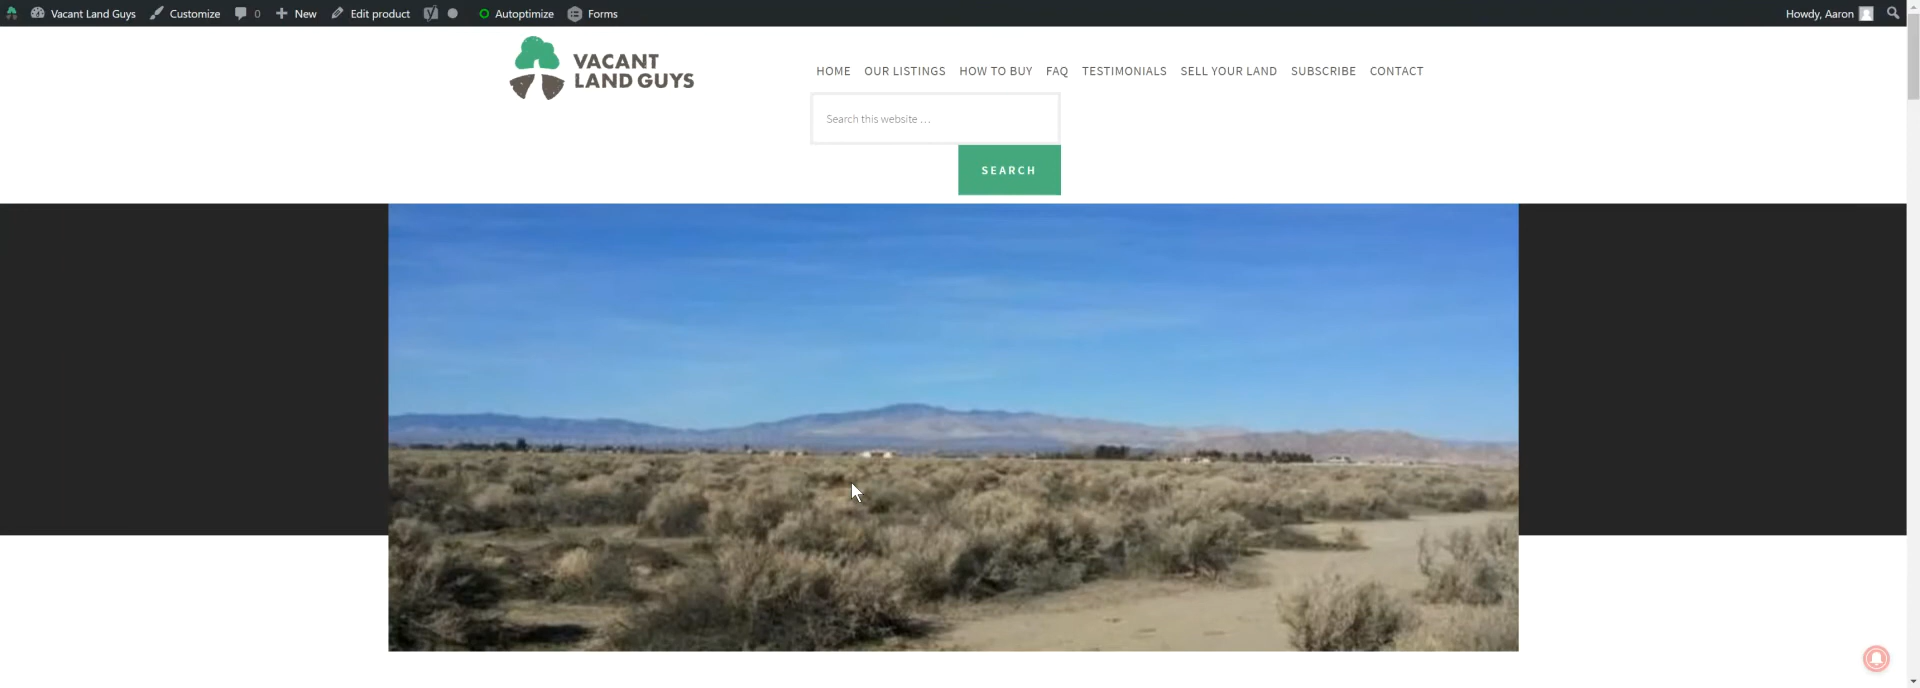 Vacant Land Guys Customize 0 New Edit product Autoptimize Forms Howdy, Aaron
VACANT
LAND GUYS
HOME OUR LISTINGS HOW TO BUY FAQ TESTIMONIALS SELL YOUR LAND SUBSCRIBE CONTACT
Search this website …
SEARCH